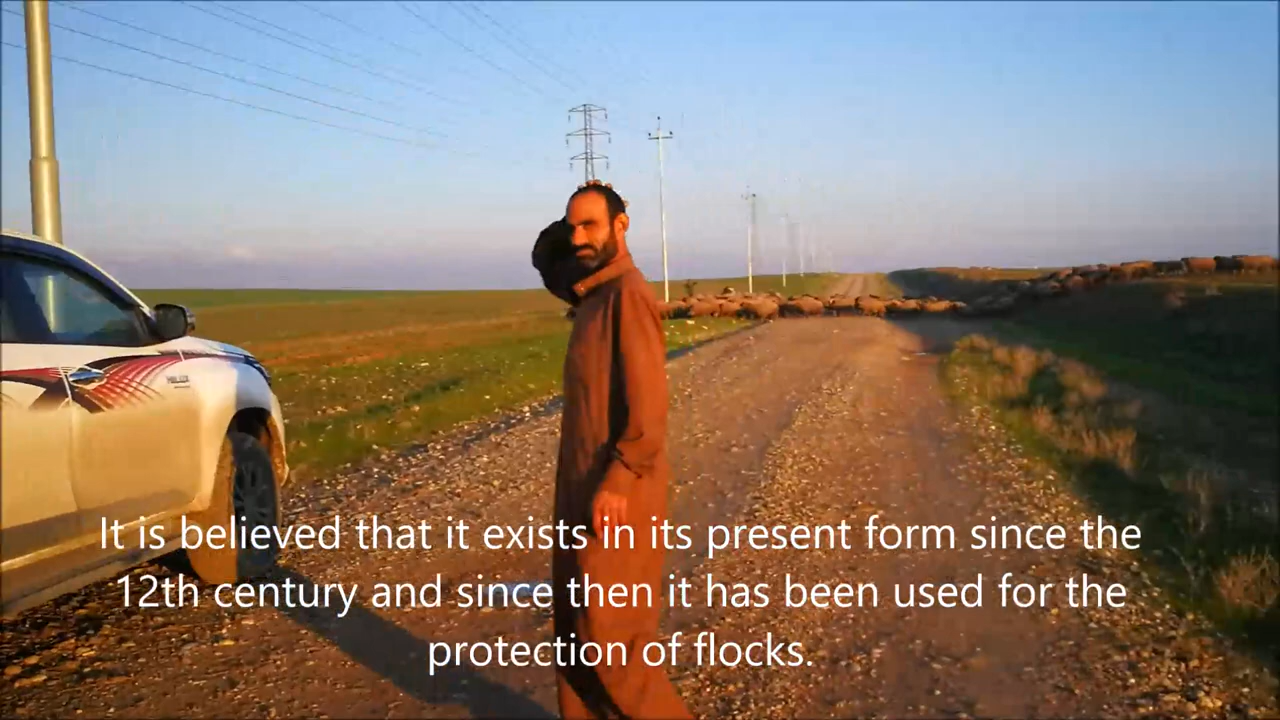 HILUX
It is believed that it exists in its present form since the
12th century and since then it has been used for the
protection of flocks.